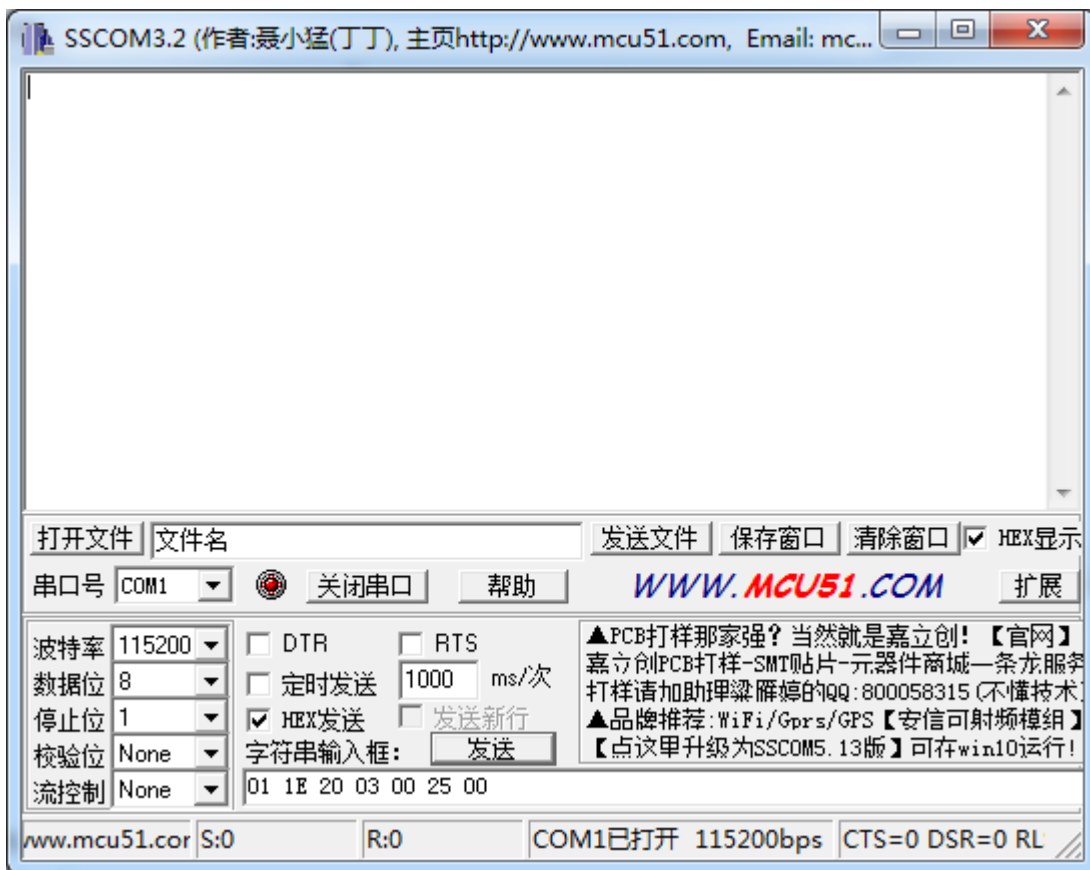 SSCOM3.2 (作者:聂小猛(丁丁), 主页http://www.mcu51.com, Email: mc...
打开文件 文件名 发送文件 保存窗口 清除窗口 HEX显示
串口号 COM1 关闭串口 帮助 WWW.MCU51.COM 扩展
波特率 115200 DTR RTS
数据位 8 定时发送 1000 ms/次
停止位 1 HEX发送 发送新行
校验位 None 字符串输入框: 发送
流控制 None 01 1E 20 03 00 25 00
▲PCB打样那家强?当然就是嘉立创!【官网】
嘉立创PCB打样-SMT贴片-元器件商城—条龙服务
打样请加助理梁雁婷的QQ:800058315(不懂技术
▲品牌推荐:WiFi/Gprs/GPS【安信可射频模组】
【点这里升级为SSCOM5.13版】可在win10运行!
www.mcu51.cor S:0 R:0 COM1已打开 115200bps CTS=0 DSR=0 RL